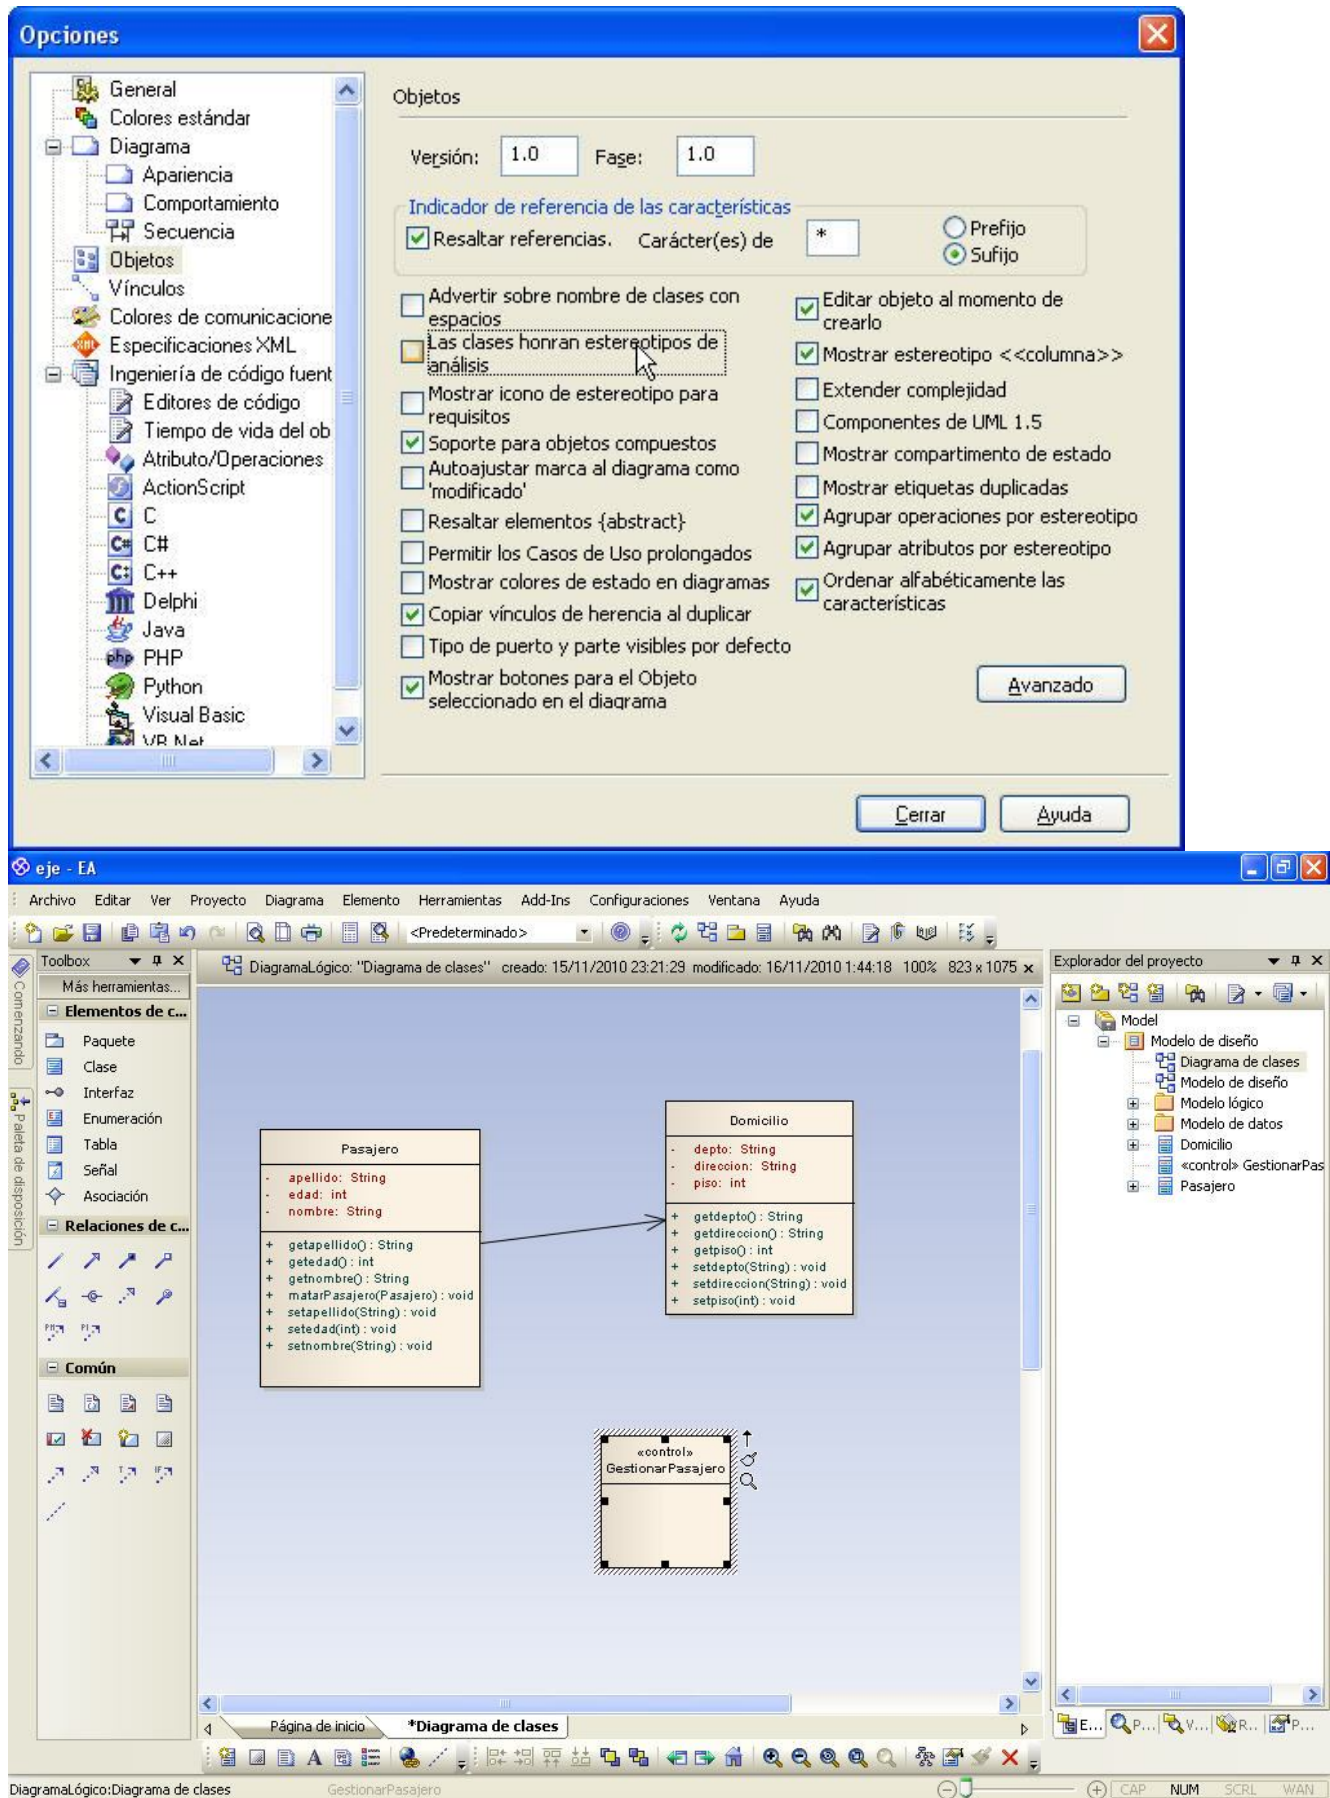 Opciones
General
Colores estándar
Diagrama
Apariencia
Comportamiento
Secuencia
Objetos
Vínculos
Colores de comunicacione
Especificaciones XML
Ingeniería de código fuent
Editores de código
Tiempo de vida del ob
Atributo/Operaciones
ActionScript
C
C#
C++
Delphi
Java
PHP
Python
Visual Basic
VB Net
Objetos
Versión: 1.0 Fase: 1.0
Indicador de referencia de las características
Resaltar referencias. Carácter(es) de *
Prefijo
Sufijo
Advertir sobre nombre de clases con
espacios
Las clases honran estereotipos de
análisis
Mostrar icono de estereotipo para
requisitos
Soporte para objetos compuestos
Autoajustar marca al diagrama como
'modificado'
Resaltar elementos {abstract}
Permitir los Casos de Uso prolongados
Mostrar colores de estado en diagramas
Copiar vínculos de herencia al duplicar
Tipo de puerto y parte visibles por defecto
Mostrar botones para el Objeto
seleccionado en el diagrama
Editar objeto al momento de
crearlo
Mostrar estereotipo <<columna>>
Extender complejidad
Componentes de UML 1.5
Mostrar compartimento de estado
Mostrar etiquetas duplicadas
Agrupar operaciones por estereotipo
Agrupar atributos por estereotipo
Ordenar alfabéticamente las
características
Avanzado
Cerrar Ayuda
eje - EA
Archivo Editar Ver Proyecto Diagrama Elemento Herramientas Add-Ins Configuraciones Ventana Ayuda
<Predeterminado>
Comenzando
Paleta de disposición
Toolbox
Más herramientas...
Elementos de c...
Paquete
Clase
Interfaz
Enumeración
Tabla
Señal
Asociación
Relaciones de c...
Común
DiagramaLógico: "Diagrama de clases" creado: 15/11/2010 23:21:29 modificado: 16/11/2010 1:44:18 100% 823 x 1075
Pasajero
- apellido: String
- edad: int
- nombre: String
+ getapellido() : String
+ getedad() : int
+ getnombre() : String
+ matarPasajero(Pasajero) : void
+ setapellido(String) : void
+ setedad(int) : void
+ setnombre(String) : void
Domicilio
- depto: String
- direccion: String
- piso: int
+ getdepto() : String
+ getdireccion() : String
+ getpiso() : int
+ setdepto(String) : void
+ setdireccion(String) : void
+ setpiso(int) : void
«control»
GestionarPasajero
Explorador del proyecto
Model
Modelo de diseño
Diagrama de clases
Modelo de diseño
Modelo lógico
Modelo de datos
Domicilio
«control» GestionarPas
Pasajero
E... P... V... R... P...
Página de inicio *Diagrama de clases
DiagramaLógico:Diagrama de clases GestionarPasajero CAP NUM SCRL WAN